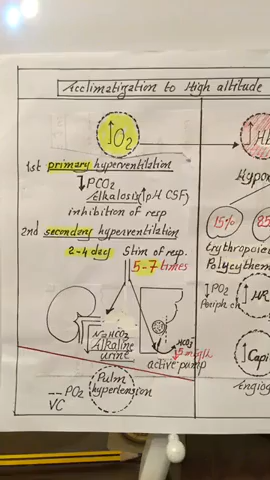 Acclimatization to High altitude
↑O2
1st primary hyperventilation
↓PCO2
Alkalosis(↑pH CSF)
inhibition of resp
2nd secondary hyperventilation
2-4 days Stim of resp.
5-7 times
N=HCO3
Alkaline
urine
HCO3
active pump
Pulm
hypertension
-- PO2
VC
Hypox
15%
85
Erythropoie
Polycythem
↓PO2
Periph.ch
↑HR
↑Capi
Angiog